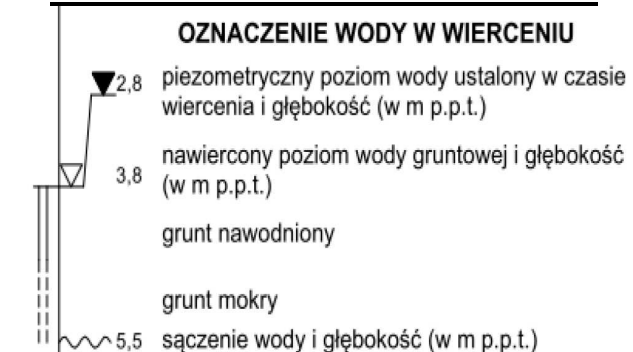 OZNACZENIE WODY W WIERCENIU
2,8 piezometryczny poziom wody ustalony w czasie
wiercenia i głębokość (w m p.p.t.)
nawiercony poziom wody gruntowej i głębokość
3,8 (w m p.p.t.)
grunt nawodniony
grunt mokry
5,5 sączenie wody i głębokość (w m p.p.t.)